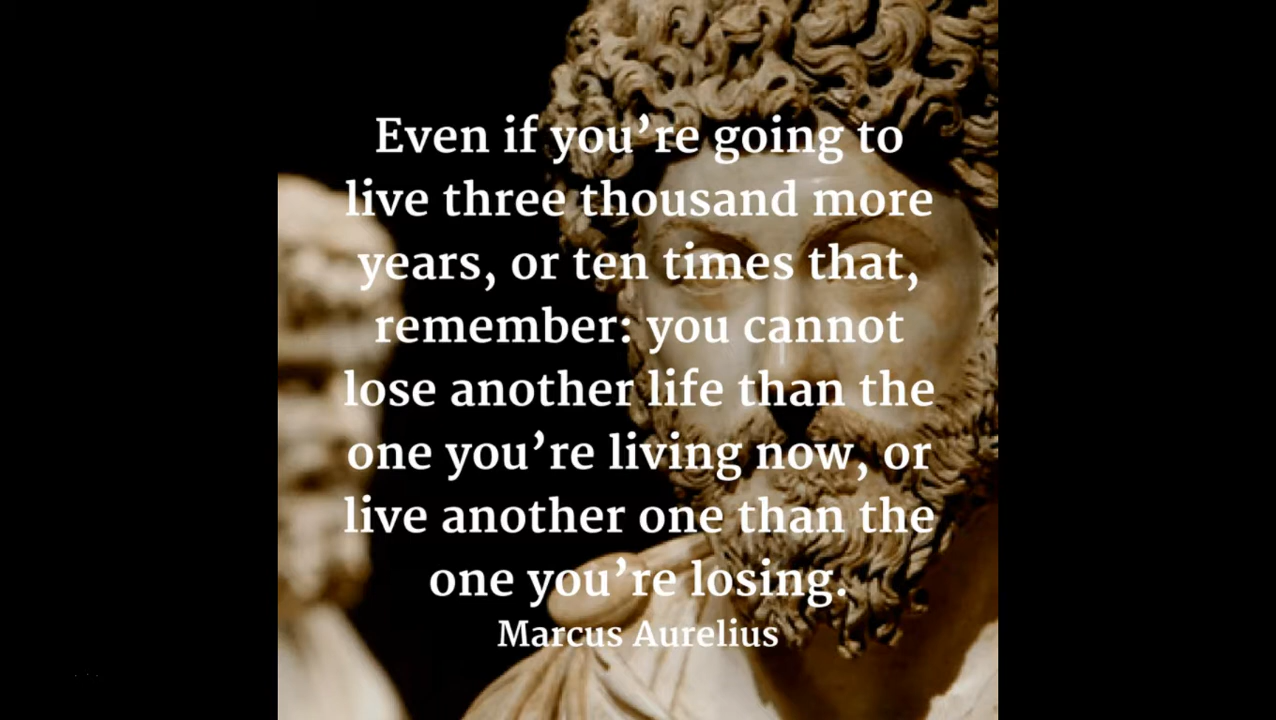 Even if you’re going to
live three thousand more
years, or ten times that,
remember: you cannot
lose another life than the
one you’re living now, or
live another one than the
one you’re losing.
Marcus Aurelius